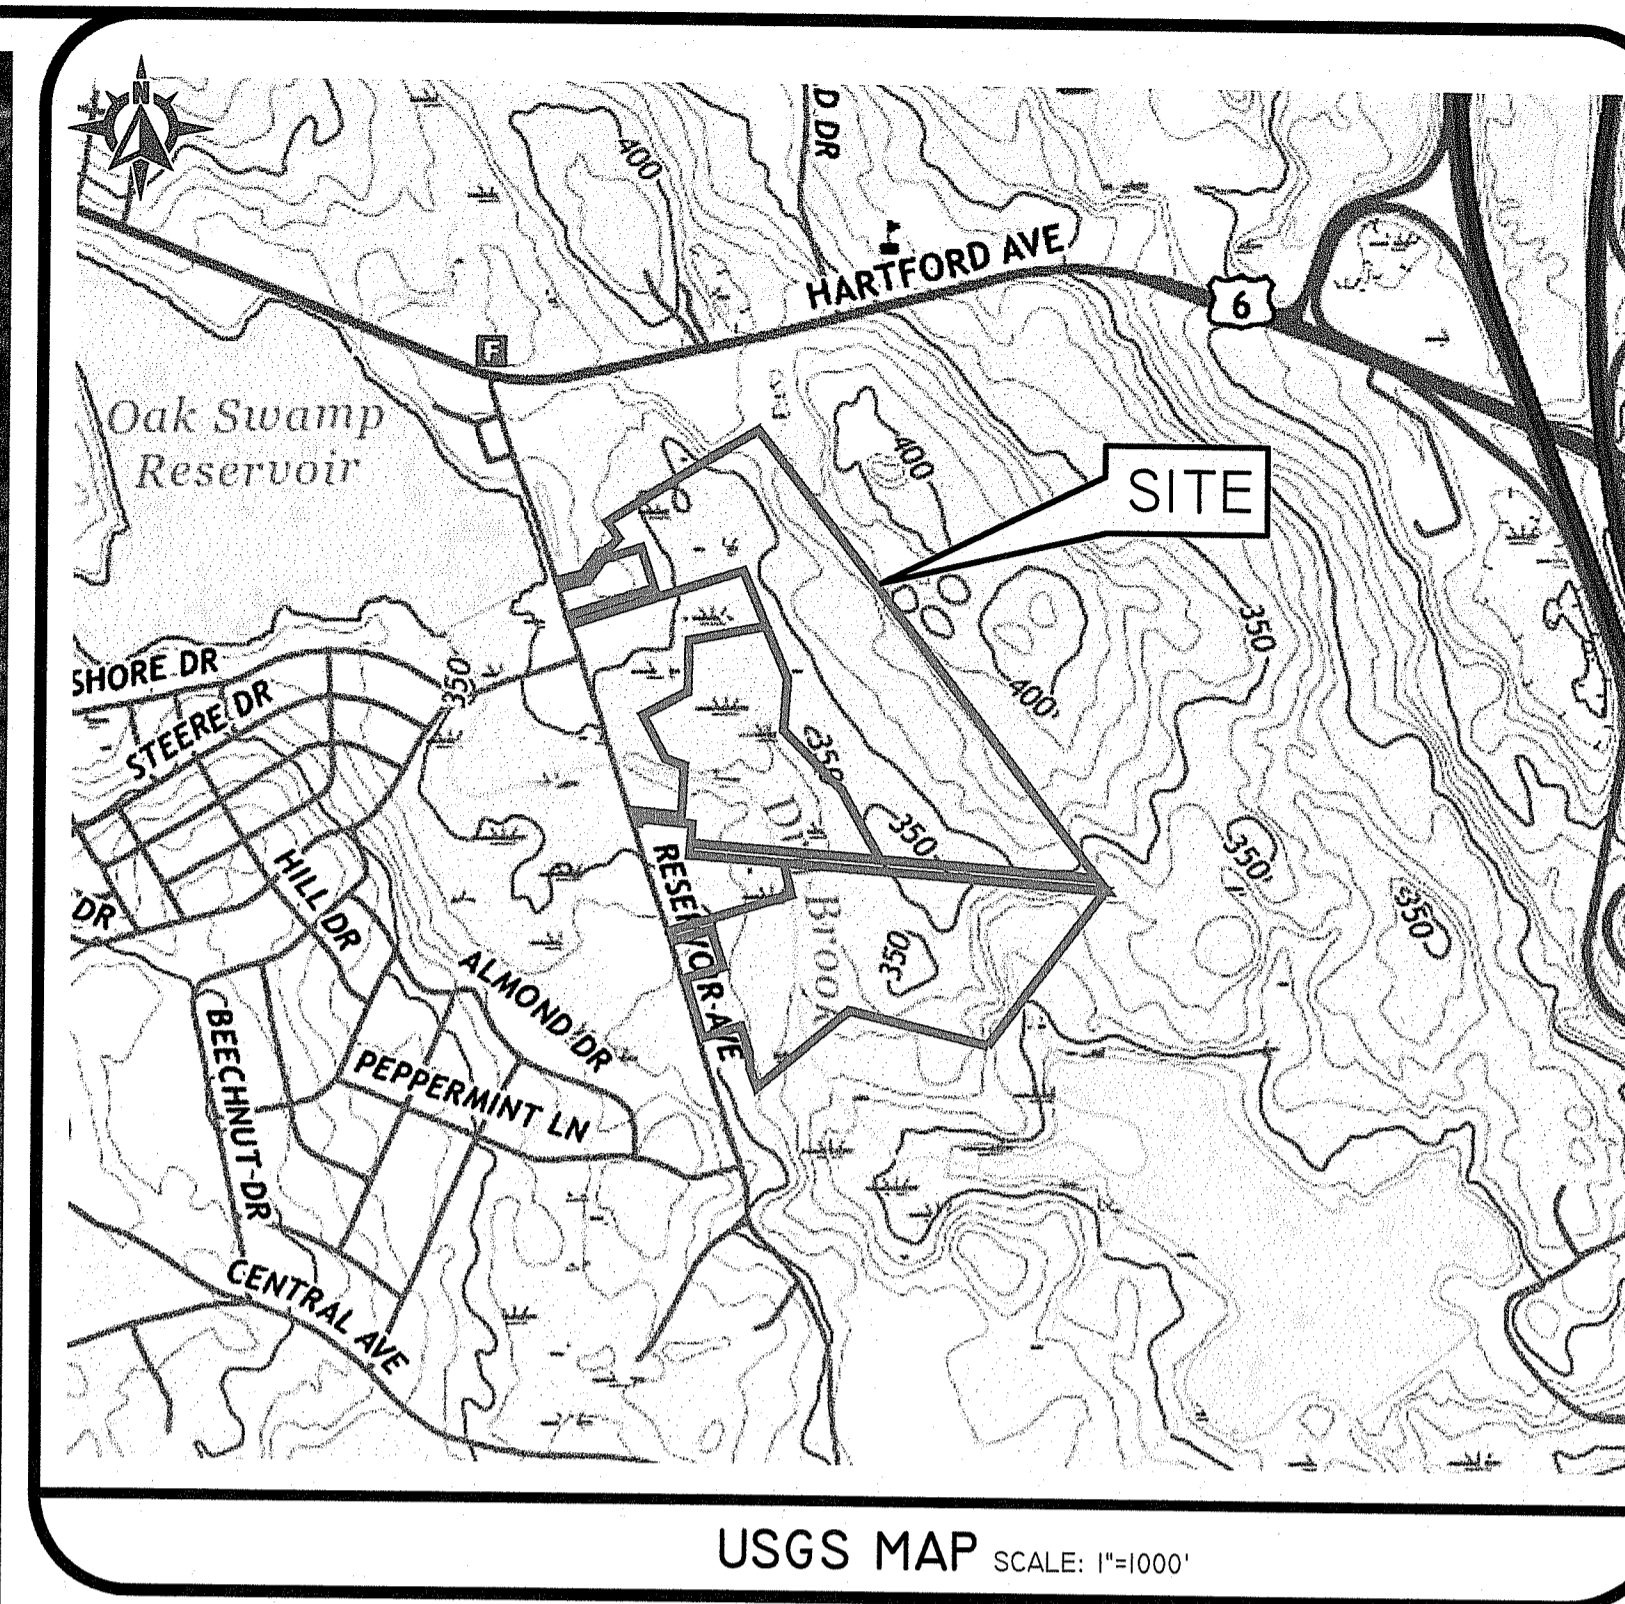 N
D DR
400
HARTFORD AVE
6
F
Oak Swamp
Reservoir
400
SITE
350
SHORE DR
350
STEERE DR
400
350
350
350
350
Dry
Brook
350
HILL DR
DR
ALMOND DR
BEECHNUT DR
PEPPERMINT LN
CENTRAL AVE
USGS MAP SCALE: 1"=1000'